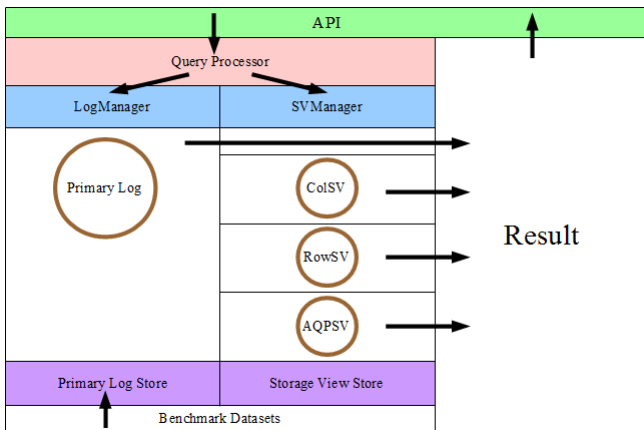 API
Query Processor
LogManager
SVManager
Primary Log
ColSV
RowSV
Result
AQPSV
Primary Log Store
Storage View Store
Benchmark Datasets